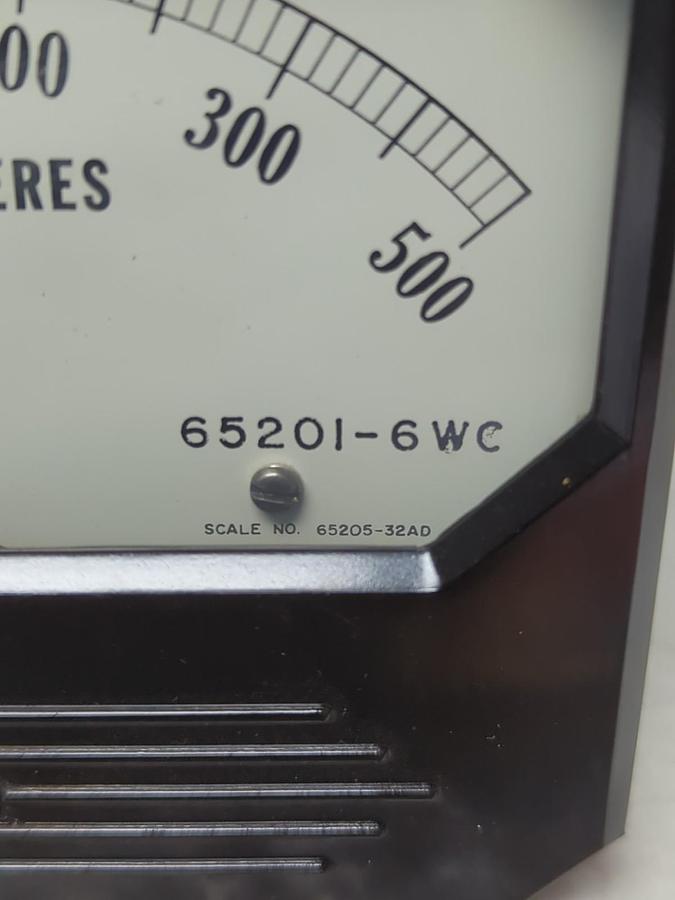 00
300
ERES
500
65201-6WC
SCALE NO. 65205-32AD